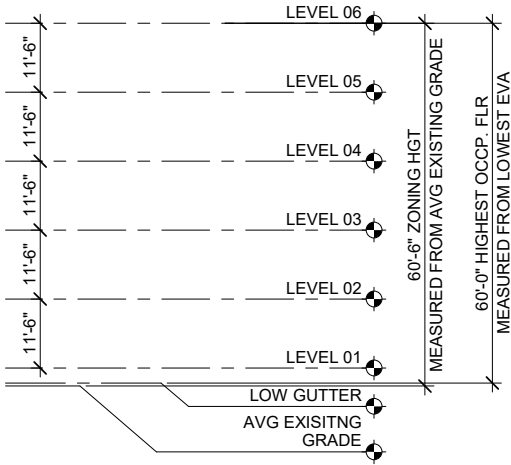 LEVEL 06
11'-6"
LEVEL 05
11'-6"
LEVEL 04
11'-6"
LEVEL 03
11'-6"
LEVEL 02
11'-6"
LEVEL 01
LOW GUTTER
AVG EXISITNG
GRADE
60'-6" ZONING HGT
MEASURED FROM AVG EXISTING GRADE
60'-0" HIGHEST OCCP. FLR
MEASURED FROM LOWEST EVA